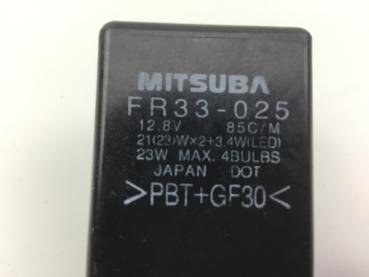 MITSUBA
FR33-025
12.8V 85C/M
21(23)W×2+3.4W(LED)
23W MAX. 4BULBS
JAPAN DOT
>PBT+GF30<